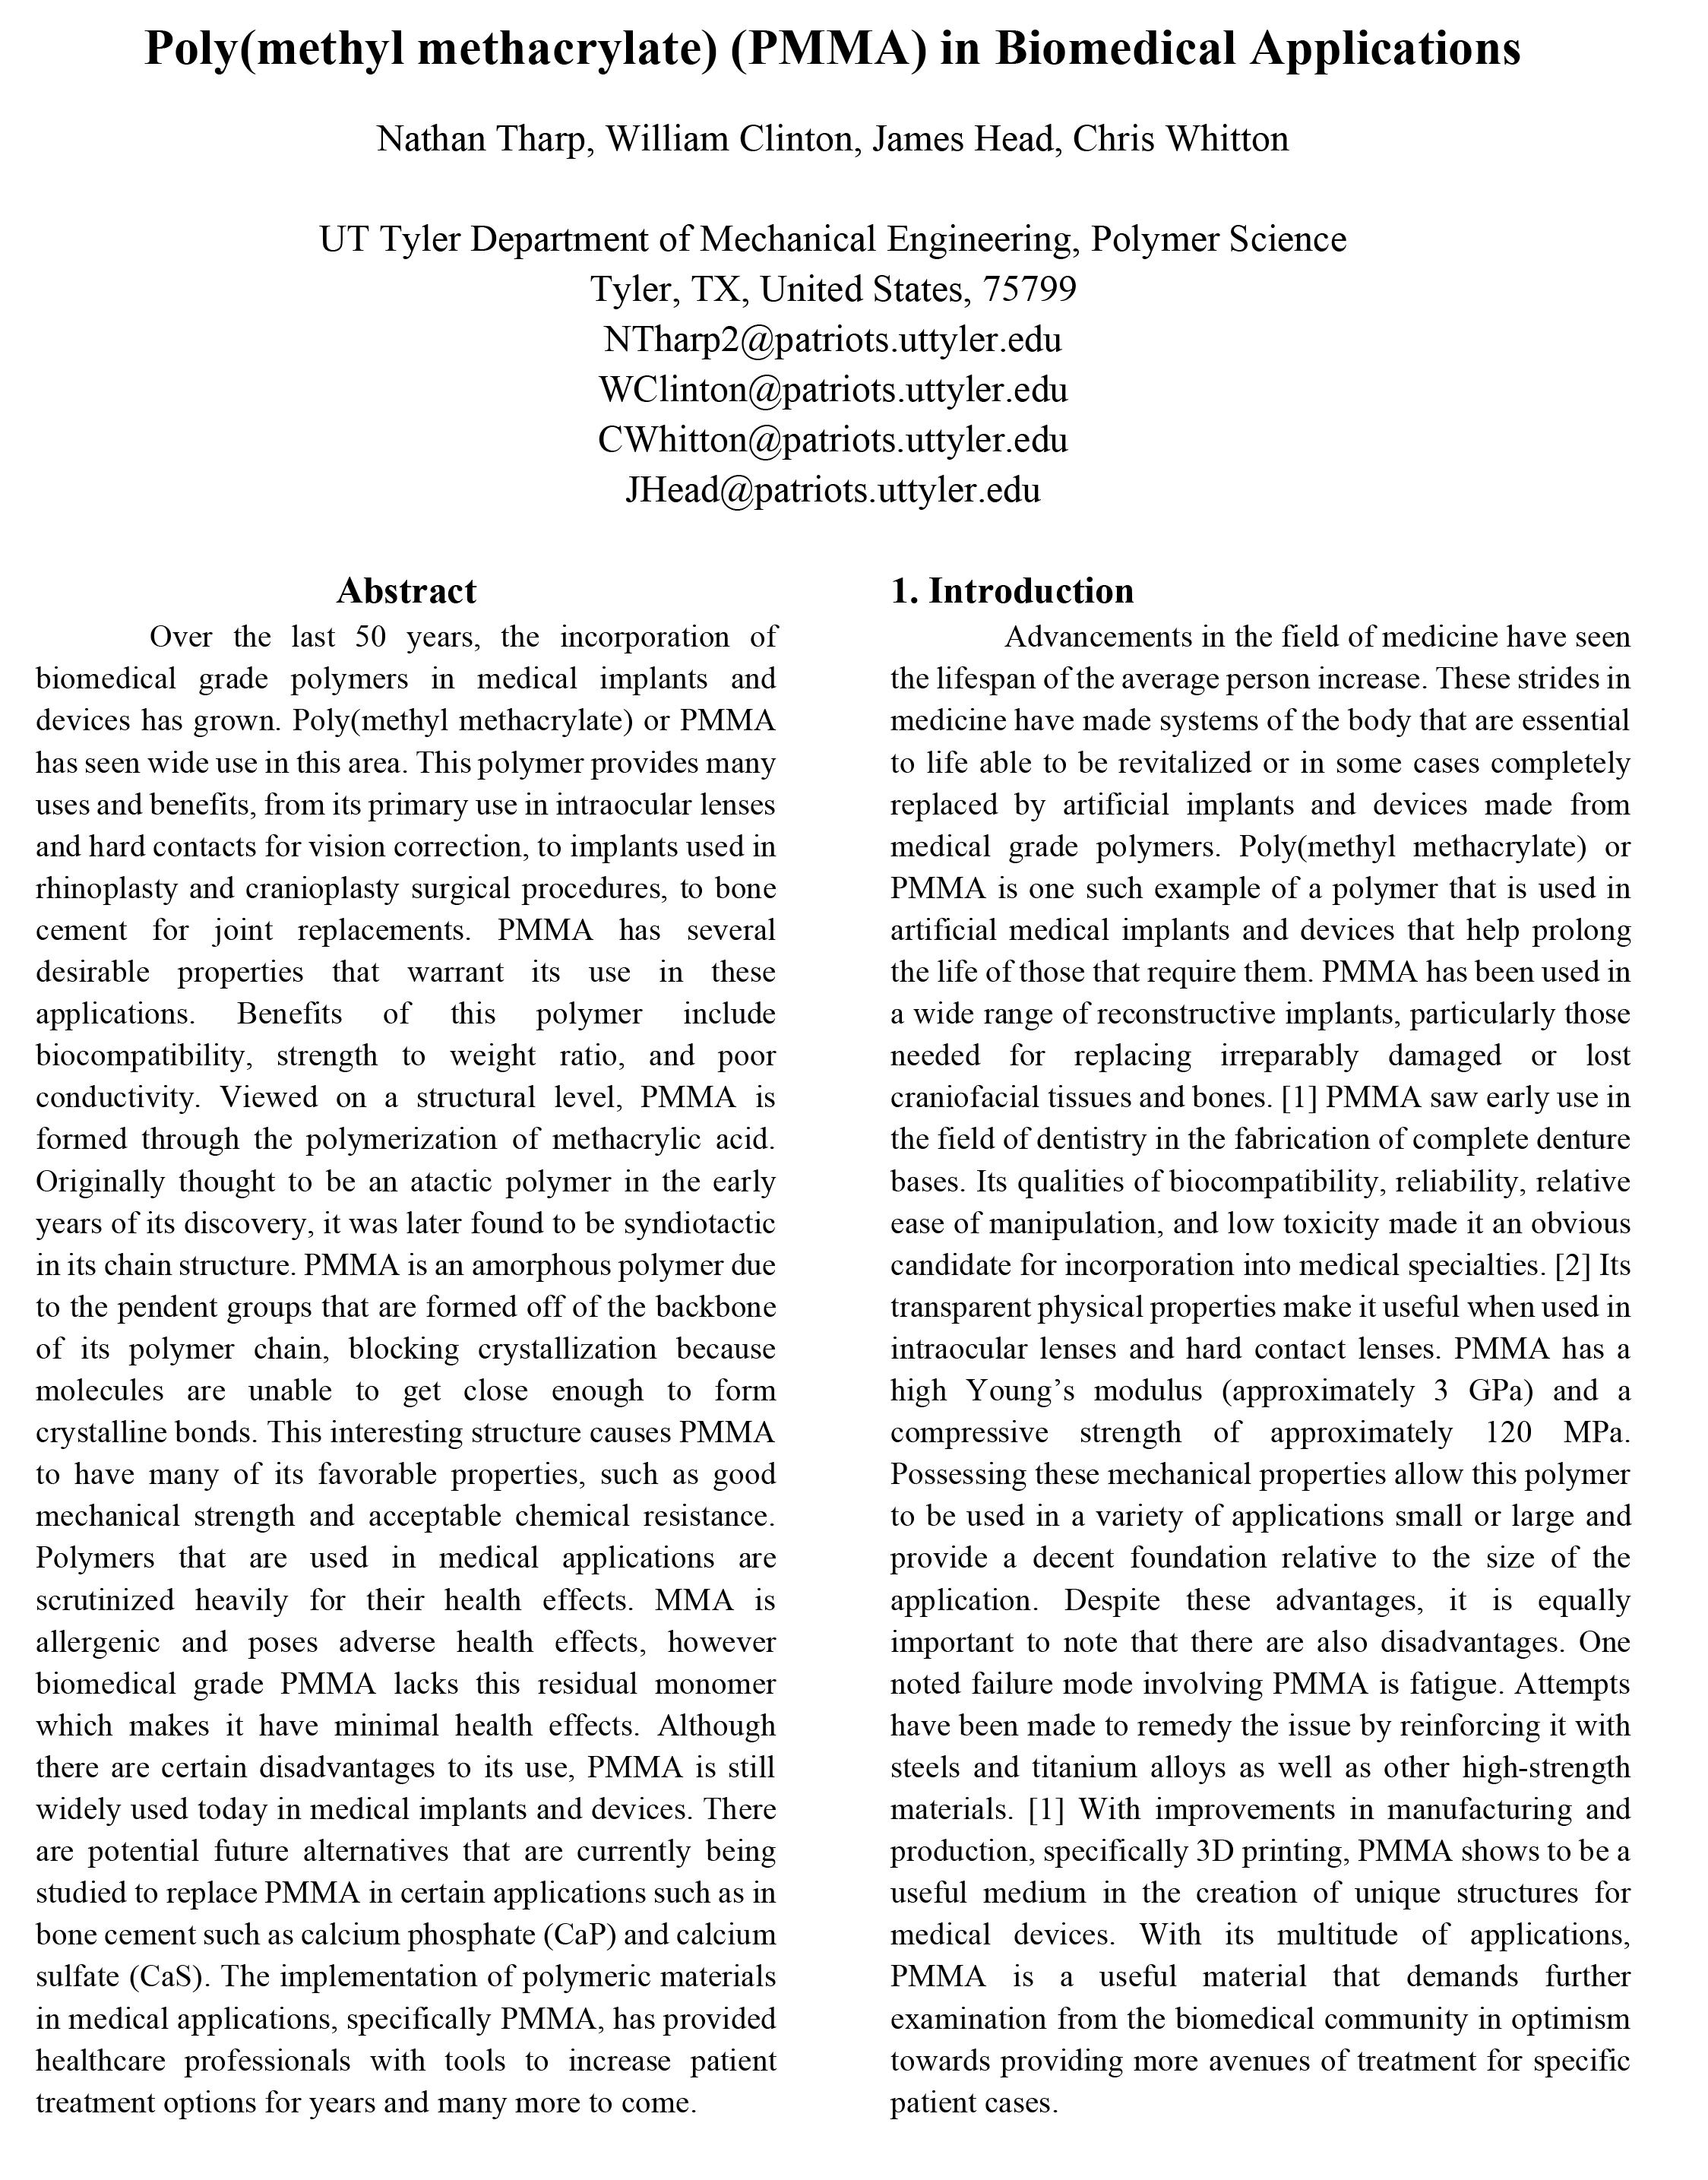 Poly(methyl methacrylate) (PMMA) in Biomedical Applications
Nathan Tharp, William Clinton, James Head, Chris Whitton
UT Tyler Department of Mechanical Engineering, Polymer Science
Tyler, TX, United States, 75799
NTharp2@patriots.uttyler.edu
WClinton@patriots.uttyler.edu
CWhitton@patriots.uttyler.edu
JHead@patriots.uttyler.edu
Abstract
Over the last 50 years, the incorporation of
biomedical grade polymers in medical implants and
devices has grown. Poly(methyl methacrylate) or PMMA
has seen wide use in this area. This polymer provides many
uses and benefits, from its primary use in intraocular lenses
and hard contacts for vision correction, to implants used in
rhinoplasty and cranioplasty surgical procedures, to bone
cement for joint replacements. PMMA has several
desirable properties that warrant its use in these
applications. Benefits of this polymer include
biocompatibility, strength to weight ratio, and poor
conductivity. Viewed on a structural level, PMMA is
formed through the polymerization of methacrylic acid.
Originally thought to be an atactic polymer in the early
years of its discovery, it was later found to be syndiotactic
in its chain structure. PMMA is an amorphous polymer due
to the pendent groups that are formed off of the backbone
of its polymer chain, blocking crystallization because
molecules are unable to get close enough to form
crystalline bonds. This interesting structure causes PMMA
to have many of its favorable properties, such as good
mechanical strength and acceptable chemical resistance.
Polymers that are used in medical applications are
scrutinized heavily for their health effects. MMA is
allergenic and poses adverse health effects, however
biomedical grade PMMA lacks this residual monomer
which makes it have minimal health effects. Although
there are certain disadvantages to its use, PMMA is still
widely used today in medical implants and devices. There
are potential future alternatives that are currently being
studied to replace PMMA in certain applications such as in
bone cement such as calcium phosphate (CaP) and calcium
sulfate (CaS). The implementation of polymeric materials
in medical applications, specifically PMMA, has provided
healthcare professionals with tools to increase patient
treatment options for years and many more to come.
1. Introduction
Advancements in the field of medicine have seen
the lifespan of the average person increase. These strides in
medicine have made systems of the body that are essential
to life able to be revitalized or in some cases completely
replaced by artificial implants and devices made from
medical grade polymers. Poly(methyl methacrylate) or
PMMA is one such example of a polymer that is used in
artificial medical implants and devices that help prolong
the life of those that require them. PMMA has been used in
a wide range of reconstructive implants, particularly those
needed for replacing irreparably damaged or lost
craniofacial tissues and bones. [1] PMMA saw early use in
the field of dentistry in the fabrication of complete denture
bases. Its qualities of biocompatibility, reliability, relative
ease of manipulation, and low toxicity made it an obvious
candidate for incorporation into medical specialties. [2] Its
transparent physical properties make it useful when used in
intraocular lenses and hard contact lenses. PMMA has a
high Young’s modulus (approximately 3 GPa) and a
compressive strength of approximately 120 MPa.
Possessing these mechanical properties allow this polymer
to be used in a variety of applications small or large and
provide a decent foundation relative to the size of the
application. Despite these advantages, it is equally
important to note that there are also disadvantages. One
noted failure mode involving PMMA is fatigue. Attempts
have been made to remedy the issue by reinforcing it with
steels and titanium alloys as well as other high-strength
materials. [1] With improvements in manufacturing and
production, specifically 3D printing, PMMA shows to be a
useful medium in the creation of unique structures for
medical devices. With its multitude of applications,
PMMA is a useful material that demands further
examination from the biomedical community in optimism
towards providing more avenues of treatment for specific
patient cases.